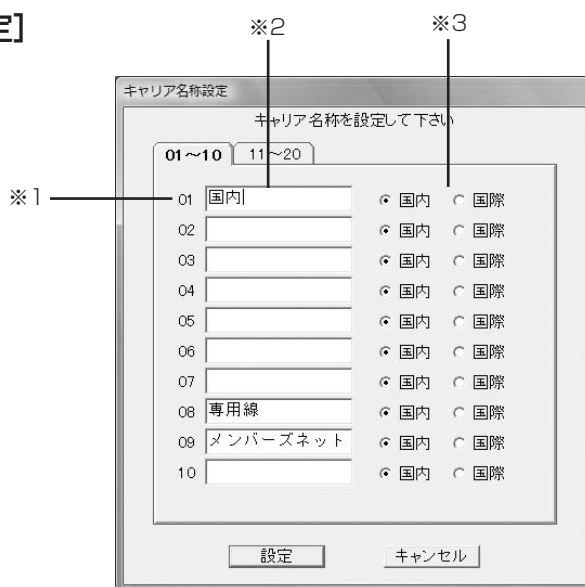 定]
※2 ※3
キャリア名称設定
キャリア名称を設定して下さい
01～10 11～20
※1
01 国内 国内 国際
02 国内 国際
03 国内 国際
04 国内 国際
05 国内 国際
06 国内 国際
07 国内 国際
08 専用線 国内 国際
09 メンバーズネット 国内 国際
10 国内 国際
設定 キャンセル